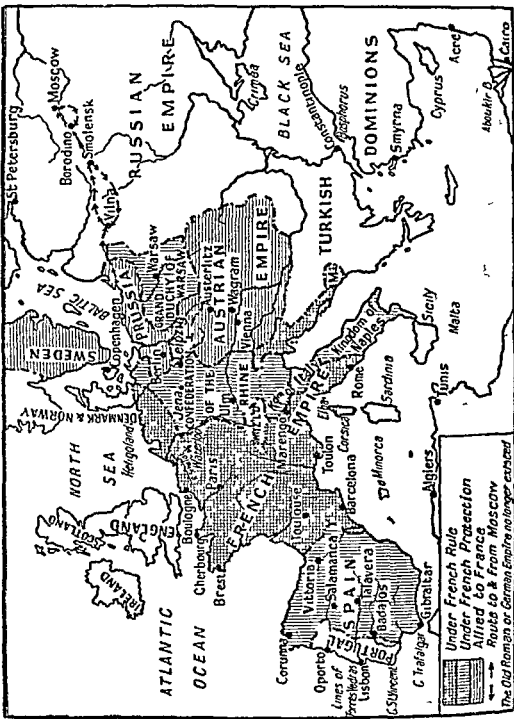 St Petersburg
Moscow
Borodino
Smolensk
Vilna
RUSSIAN
EMPIRE
Crimea
BLACK SEA
Constantinople
Bosphorus
TURKISH
DOMINIONS
Smyrna
Cyprus
Acre
Cairo
Aboukir B.
BALTIC SEA
SWEDEN
DENMARK & NORWAY
Copenhagen
Heligoland
NORTH
SEA
SCOTLAND
ENGLAND
IRELAND
ATLANTIC
OCEAN
PRUSSIA
Berlin
GRAND
DUCHY OF
WARSAW
Warsaw
Leipzig
Jena
CONFEDERATION
OF THE
RHINE
Austerlitz
Wagram
Vienna
AUSTRIAN
EMPIRE
Boulogne
Waterloo
Cherbourg
Brest
Paris
FRENCH
EMPIRE
Marengo
Toulouse
Toulon
Elba
Corsica
Rome
Sardinia
Kingdom of
Naples
Sicily
Malta
Tunis
Algiers
Minorca
Barcelona
Coruna
Vittoria
Salamanca
SPAIN
Talavera
Badajos
Oporto
PORTUGAL
Lines of
Torres Vedras
Lisbon
C. St Vincent
C. Trafalgar
Gibraltar
Under French Rule
Under French Protection
Allied to France
Route to & from Moscow
The Old Roman or German Empire no longer existed